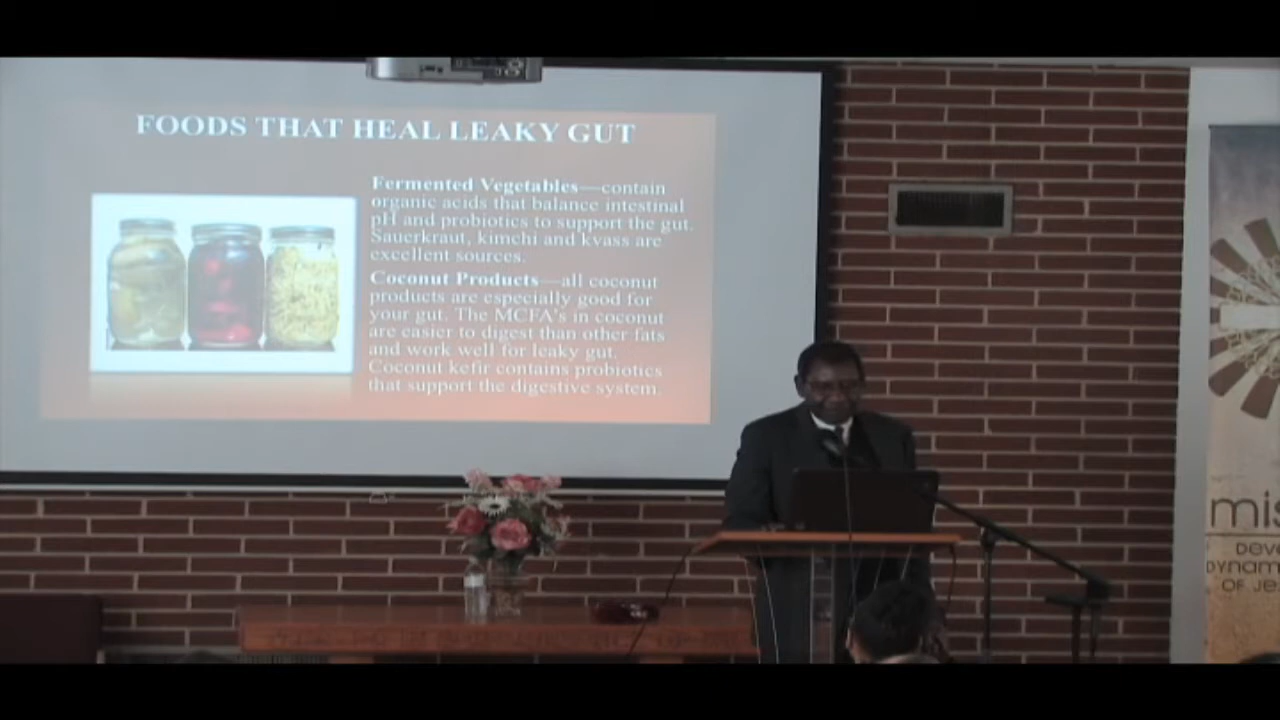 FOODS THAT HEAL LEAKY GUT
Fermented Vegetables—contain
organic acids that balance intestinal
pH and probiotics to support the gut.
Sauerkraut, kimchi and kvass are
excellent sources.
Coconut Products—all coconut
products are especially good for
your gut. The MCFA's in coconut
are easier to digest than other fats
and work well for leaky gut.
Coconut kefir contains probiotics
that support the digestive system.
mis
Deve
Dynam
of Je